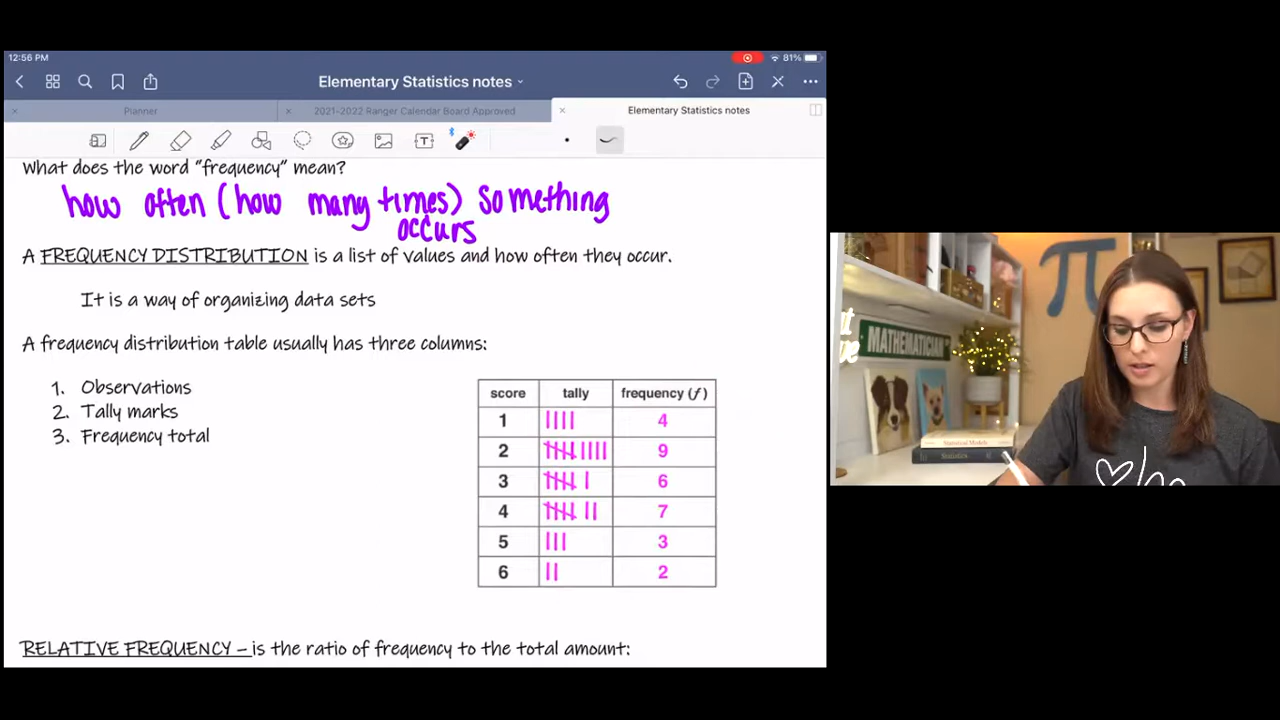 12:56 PM
81%
Elementary Statistics notes
Planner
2021-2022 Ranger Calendar Board Approved
Elementary Statistics notes
What does the word "frequency" mean?
how often (how many times) something
occurs
A FREQUENCY DISTRIBUTION is a list of values and how often they occur.
It is a way of organizing data sets
A frequency distribution table usually has three columns:
1. Observations
2. Tally marks
3. Frequency total
score tally frequency (f)
1 |||| 4
2 9
3 6
4 7
5 ||| 3
6 || 2
RELATIVE FREQUENCY – is the ratio of frequency to the total amount:
MATHEMATICIAN
Statistical Models
Statistics